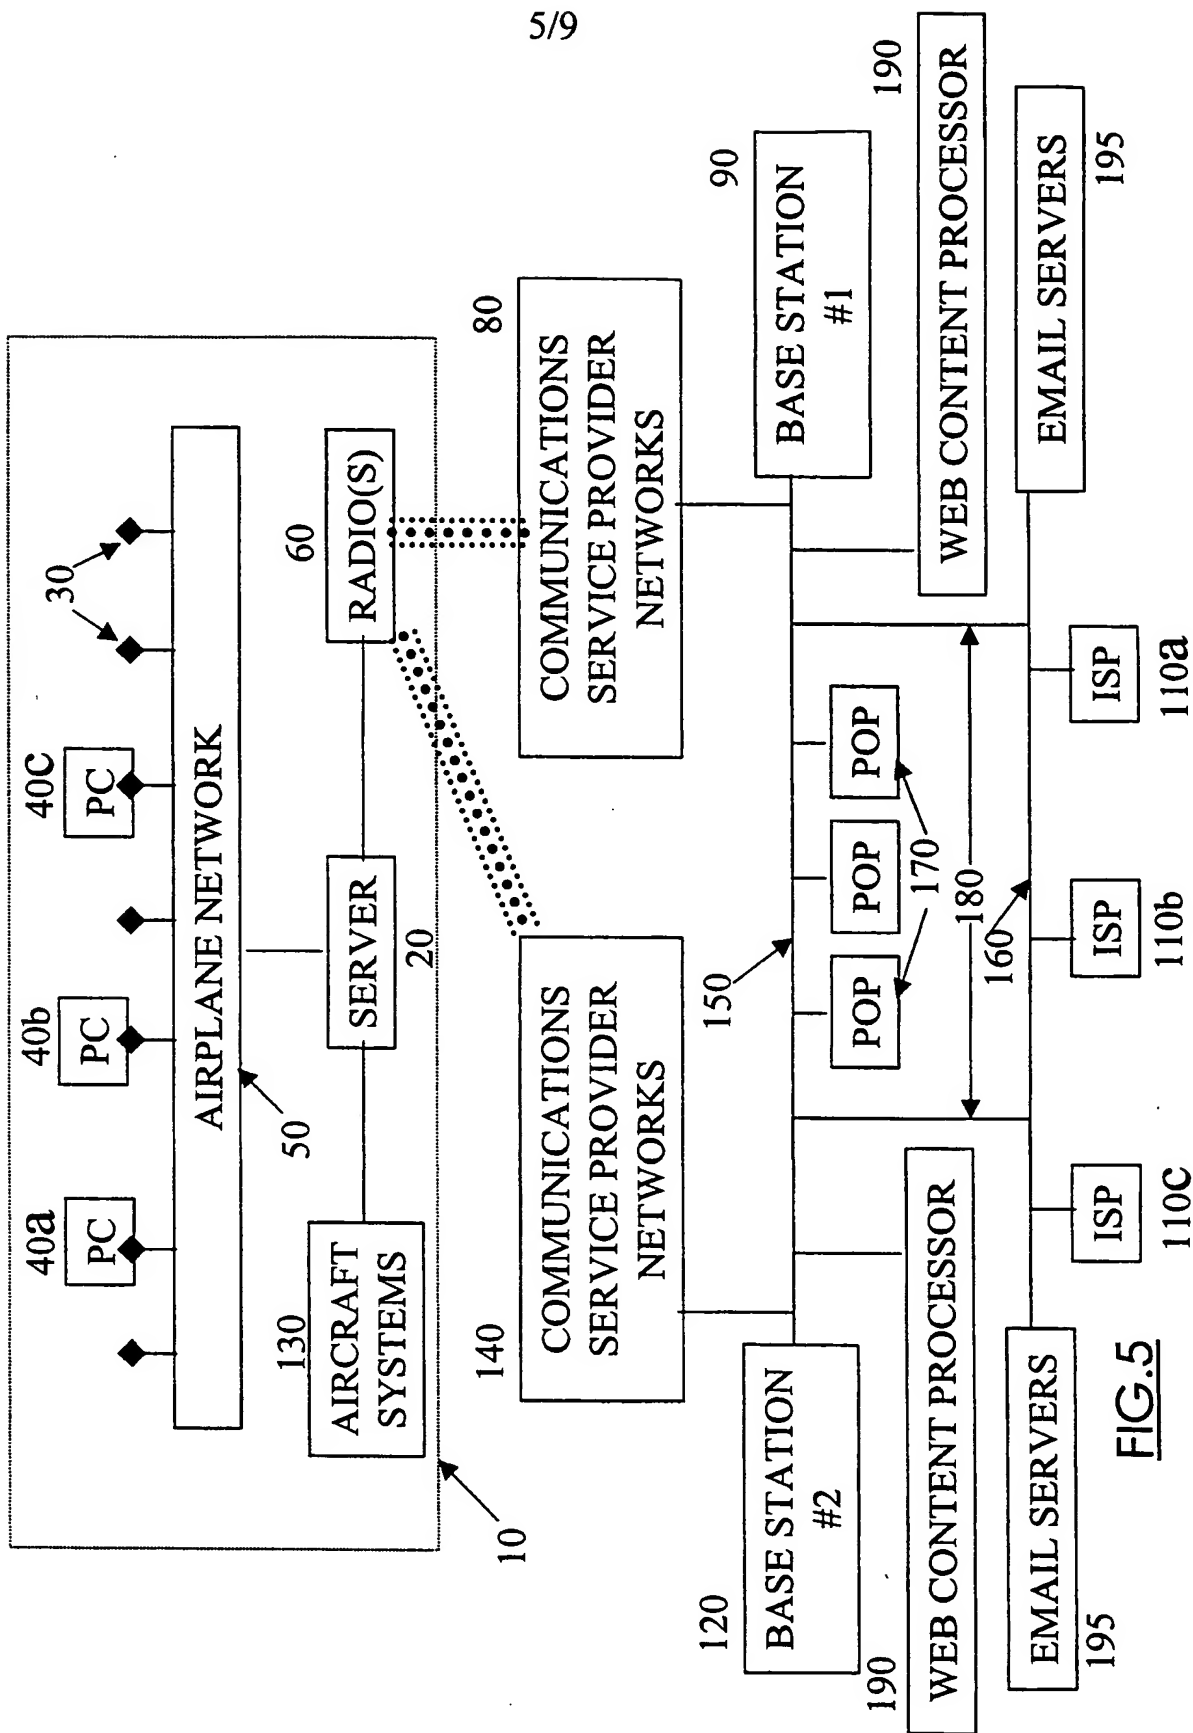 5/9
40a
40b
40c
30
PC
PC
PC
AIRPLANE NETWORK
50
130
AIRCRAFT
SYSTEMS
SERVER
20
60
RADIO(S)
10
140
COMMUNICATIONS
SERVICE PROVIDER
NETWORKS
80
COMMUNICATIONS
SERVICE PROVIDER
NETWORKS
120
BASE STATION
#2
150
90
BASE STATION
#1
POP
POP
POP
170
190
WEB CONTENT PROCESSOR
180
190
WEB CONTENT PROCESSOR
160
EMAIL SERVERS
195
ISP
110c
ISP
110b
ISP
110a
EMAIL SERVERS
195
FIG.5